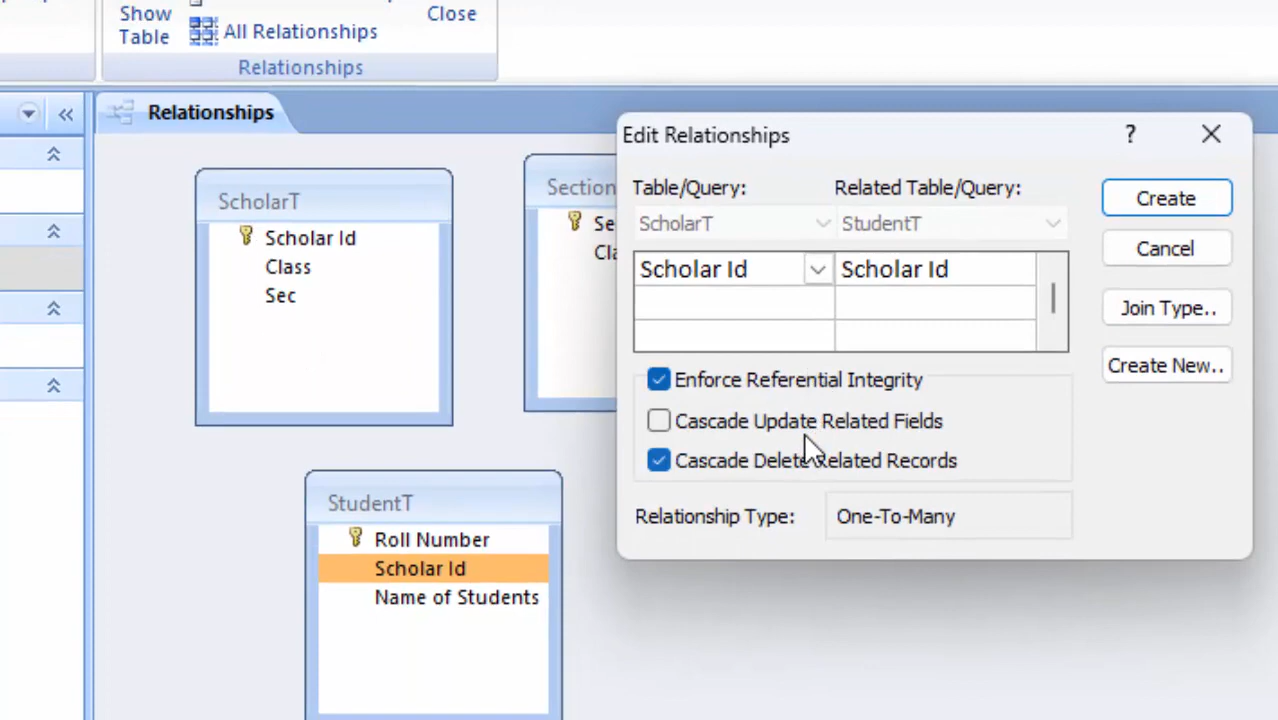 Show
Table
All Relationships
Close
Relationships
Relationships
ScholarT
Scholar Id
Class
Sec
Section
Se
Cla
StudentT
Roll Number
Scholar Id
Name of Students
Edit Relationships
?
Table/Query:
Related Table/Query:
ScholarT
StudentT
Scholar Id
Scholar Id
Enforce Referential Integrity
Cascade Update Related Fields
Cascade Delete Related Records
Relationship Type:
One-To-Many
Create
Cancel
Join Type..
Create New..